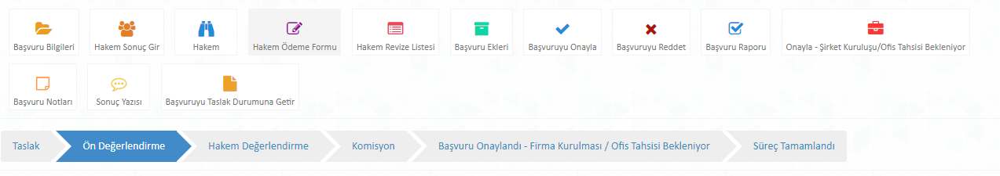 Başvuru Bilgileri Hakem Sonuç Gir Hakem Hakem Ödeme Formu Hakem Revize Listesi Başvuru Ekleri Başvuruyu Onayla Başvuruyu Reddet Başvuru Raporu Onayla - Şirket Kuruluşu/Ofis Tahsisi Bekleniyor
Başvuru Notları Sonuç Yazısı Başvuruyu Taslak Durumuna Getir
Taslak Ön Değerlendirme Hakem Değerlendirme Komisyon Başvuru Onaylandı - Firma Kurulması / Ofis Tahsisi Bekleniyor Süreç Tamamlandı